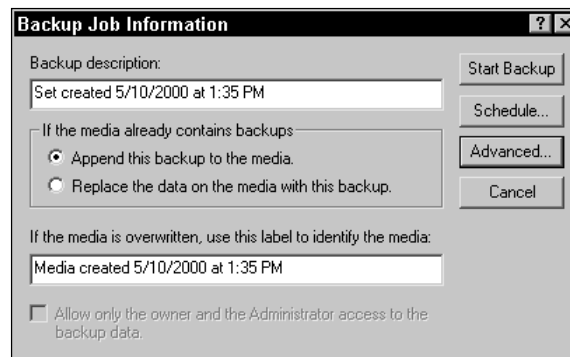 Backup Job Information
? X
Backup description:
Set created 5/10/2000 at 1:35 PM
Start Backup
Schedule...
If the media already contains backups
Append this backup to the media.
Advanced...
Replace the data on the media with this backup.
Cancel
If the media is overwritten, use this label to identify the media:
Media created 5/10/2000 at 1:35 PM
Allow only the owner and the Administrator access to the
backup data.